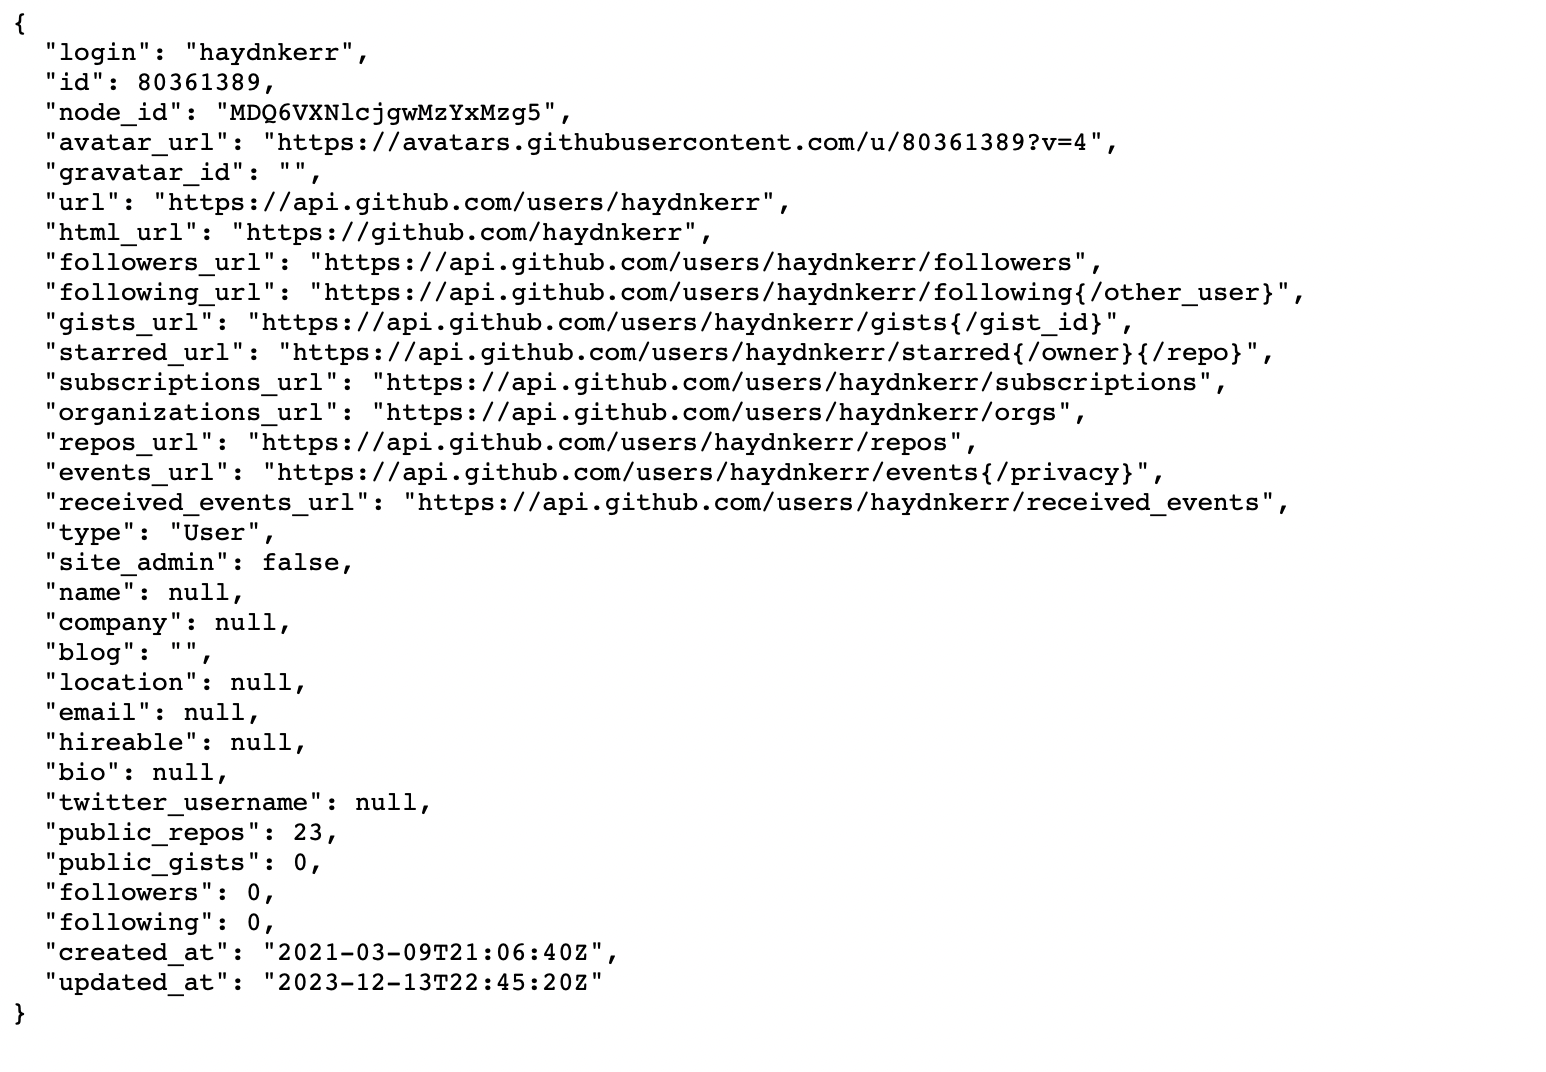 {
  "login": "haydnkerr",
  "id": 80361389,
  "node_id": "MDQ6VXNlcjgwMzYxMzg5",
  "avatar_url": "https://avatars.githubusercontent.com/u/80361389?v=4",
  "gravatar_id": "",
  "url": "https://api.github.com/users/haydnkerr",
  "html_url": "https://github.com/haydnkerr",
  "followers_url": "https://api.github.com/users/haydnkerr/followers",
  "following_url": "https://api.github.com/users/haydnkerr/following{/other_user}",
  "gists_url": "https://api.github.com/users/haydnkerr/gists{/gist_id}",
  "starred_url": "https://api.github.com/users/haydnkerr/starred{/owner}{/repo}",
  "subscriptions_url": "https://api.github.com/users/haydnkerr/subscriptions",
  "organizations_url": "https://api.github.com/users/haydnkerr/orgs",
  "repos_url": "https://api.github.com/users/haydnkerr/repos",
  "events_url": "https://api.github.com/users/haydnkerr/events{/privacy}",
  "received_events_url": "https://api.github.com/users/haydnkerr/received_events",
  "type": "User",
  "site_admin": false,
  "name": null,
  "company": null,
  "blog": "",
  "location": null,
  "email": null,
  "hireable": null,
  "bio": null,
  "twitter_username": null,
  "public_repos": 23,
  "public_gists": 0,
  "followers": 0,
  "following": 0,
  "created_at": "2021-03-09T21:06:40Z",
  "updated_at": "2023-12-13T22:45:20Z"
}